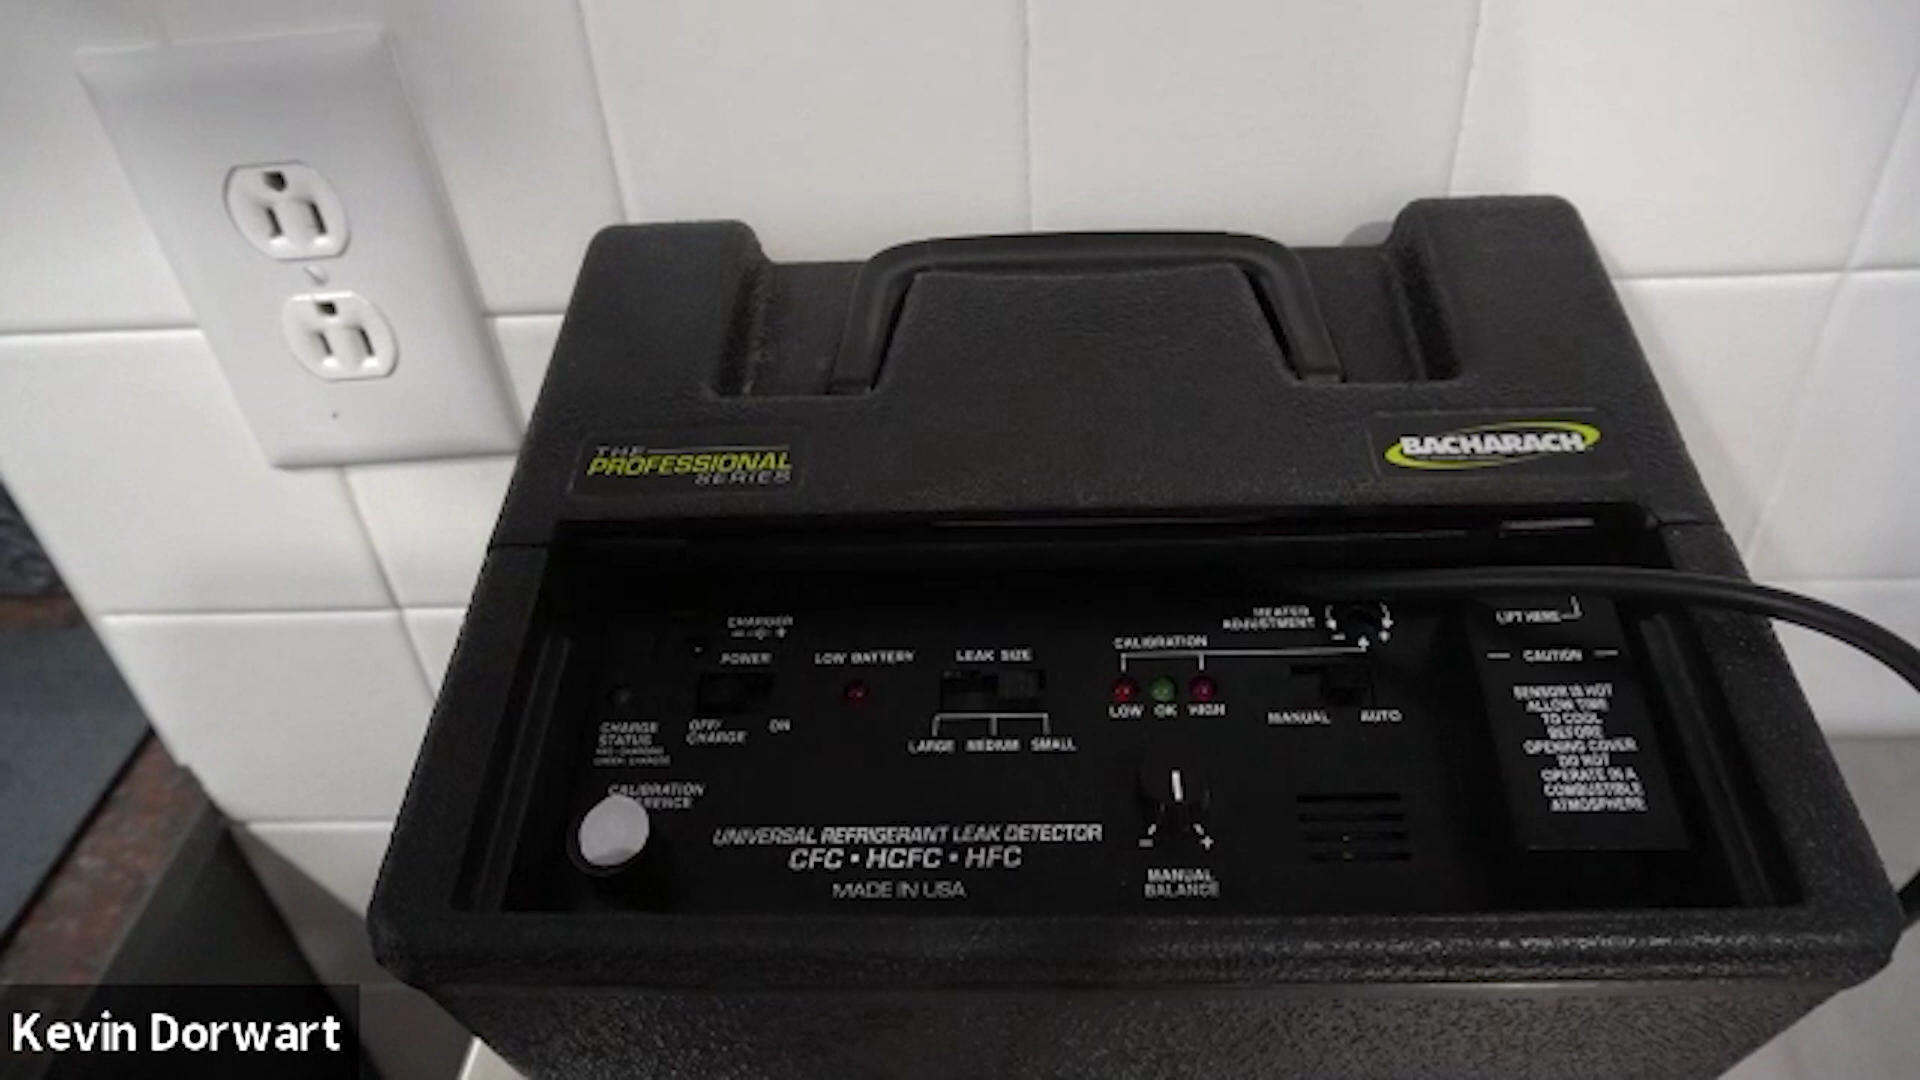 THE
PROFESSIONAL
SERIES
BACHARACH
CHARGER
POWER
OFF/
CHARGE
ON
CHARGE
STATUS
LOW BATTERY
LEAK SIZE
LARGE MEDIUM SMALL
CALIBRATION
LOW OK HIGH
HEATER
ADJUSTMENT
- +
MANUAL AUTO
LIFT HERE
CAUTION
SENSOR IS HOT
ALLOW TIME
TO COOL
BEFORE
OPENING COVER
DO NOT
OPERATE IN A
COMBUSTIBLE
ATMOSPHERE
CALIBRATION
UNIVERSAL REFRIGERANT LEAK DETECTOR
CFC • HCFC • HFC
MADE IN USA
- +
MANUAL
BALANCE
Kevin Dorwart